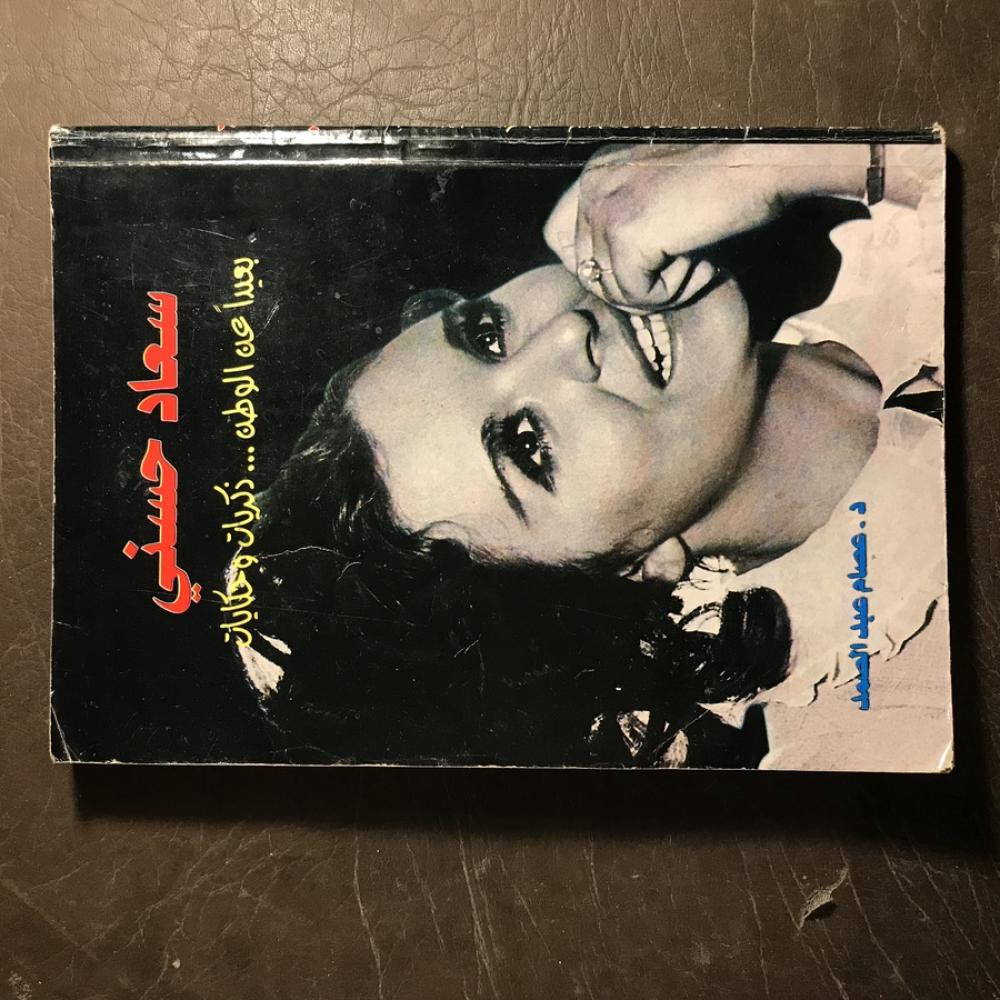 سعاد حسني
بعيداً عن الوطن ... ذكريات وحكايات
د. عصام عبد الصمد